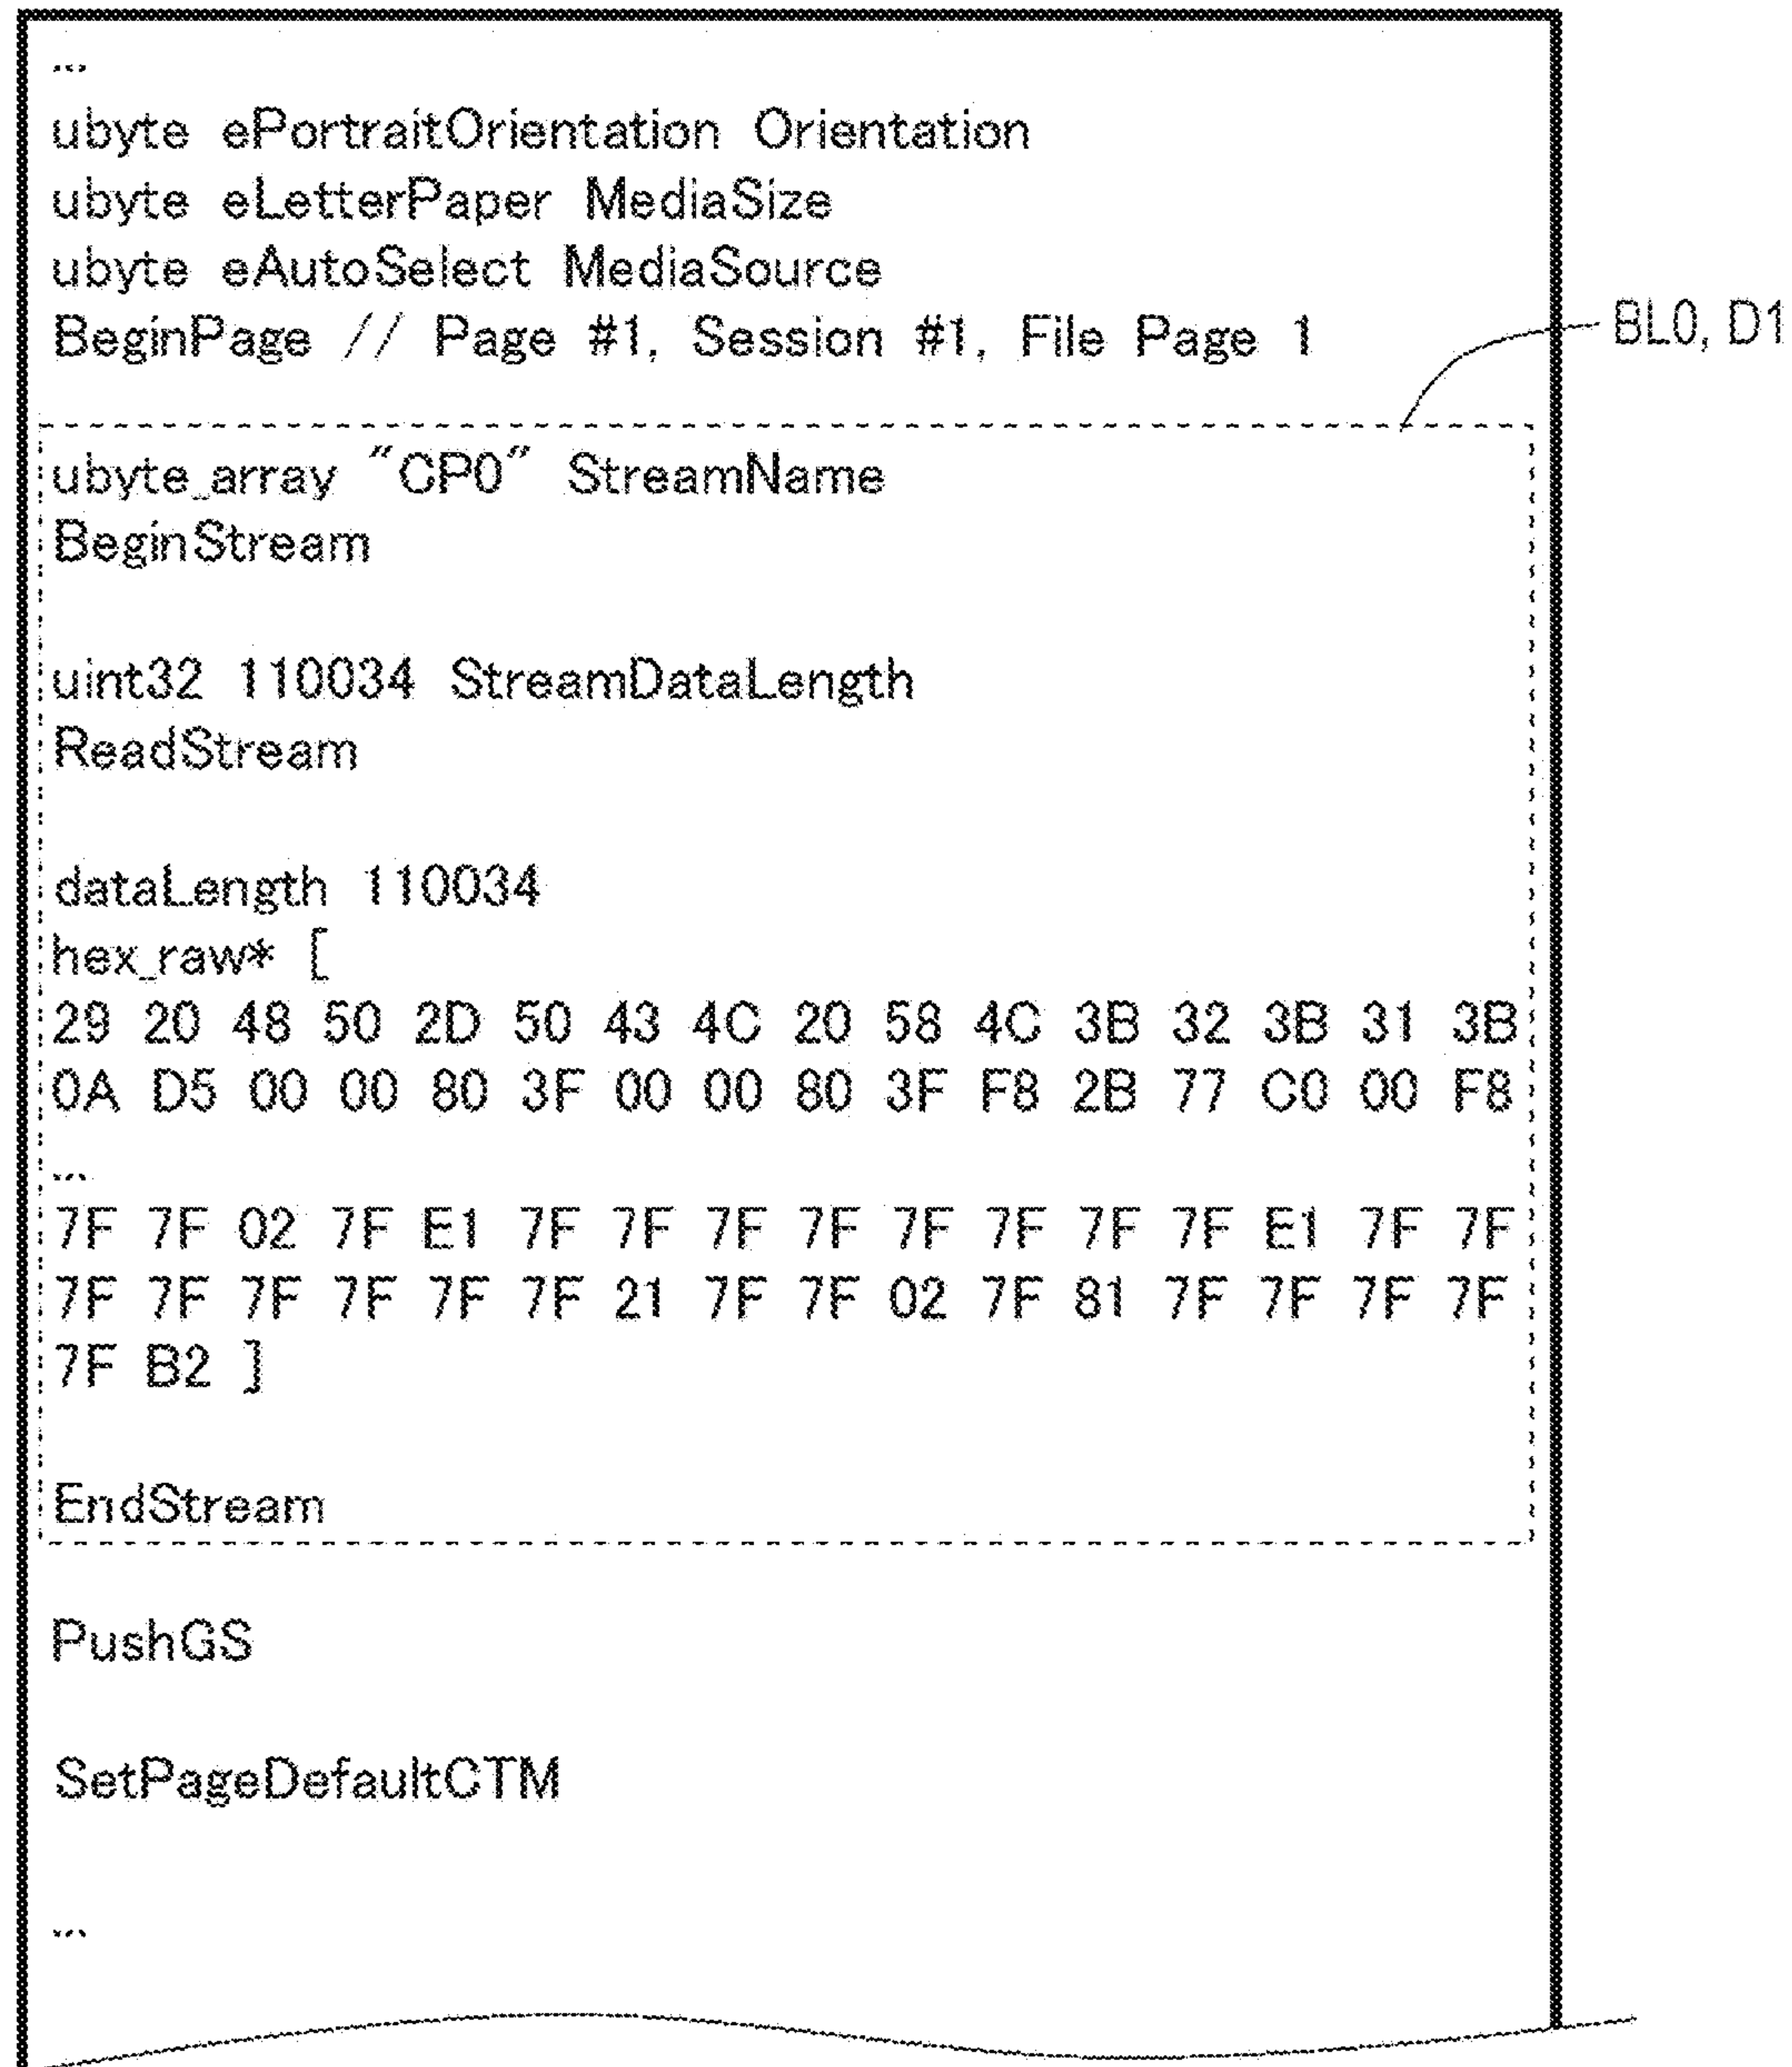 ...
ubyte ePortraitOrientation Orientation
ubyte eLetterPaper MediaSize
ubyte eAutoSelect MediaSource
BeginPage // Page #1, Session #1, File Page 1
BL0, D1
ubyte_array "CP0" StreamName
BeginStream
uint32 110034 StreamDataLength
ReadStream
dataLength 110034
hex_raw* [
29 20 48 50 2D 50 43 4C 20 58 4C 3B 32 3B 31 3B
0A D5 00 00 80 3F 00 00 80 3F F8 2B 77 C0 00 F8
...
7F 7F 02 7F E1 7F 7F 7F 7F 7F 7F 7F 7F E1 7F 7F
7F 7F 7F 7F 7F 7F 21 7F 7F 02 7F 81 7F 7F 7F 7F
7F B2 ]
EndStream
PushGS
SetPageDefaultCTM
...